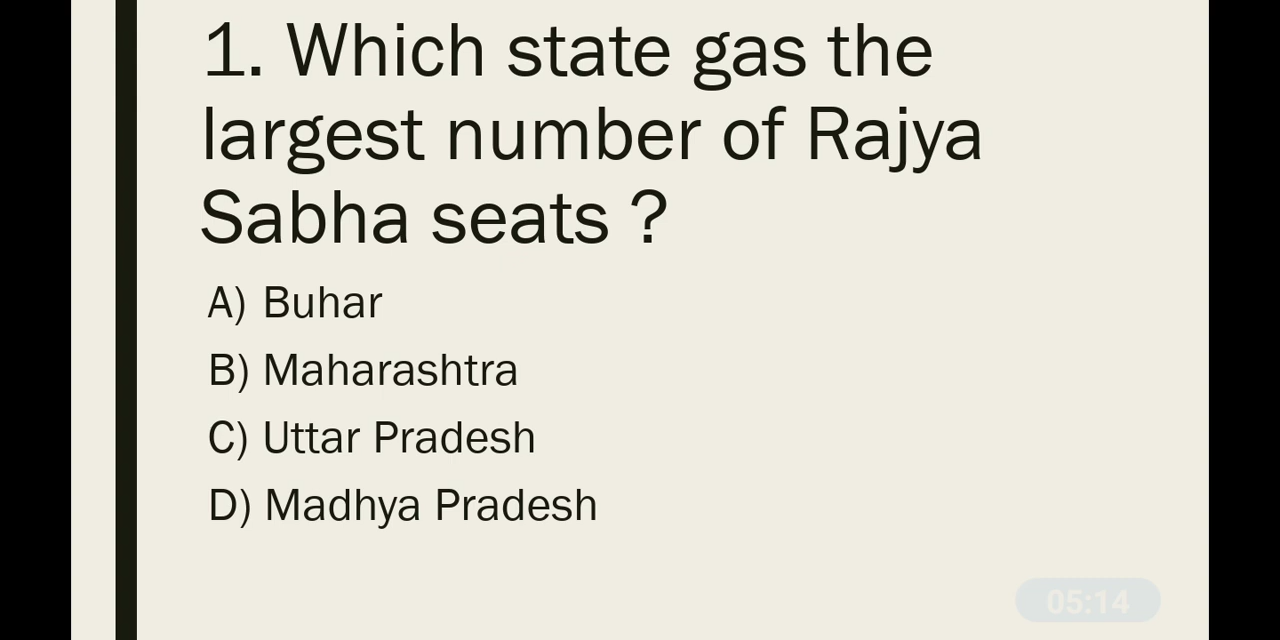 1. Which state gas the
largest number of Rajya
Sabha seats ?
A) Buhar
B) Maharashtra
C) Uttar Pradesh
D) Madhya Pradesh
05:14